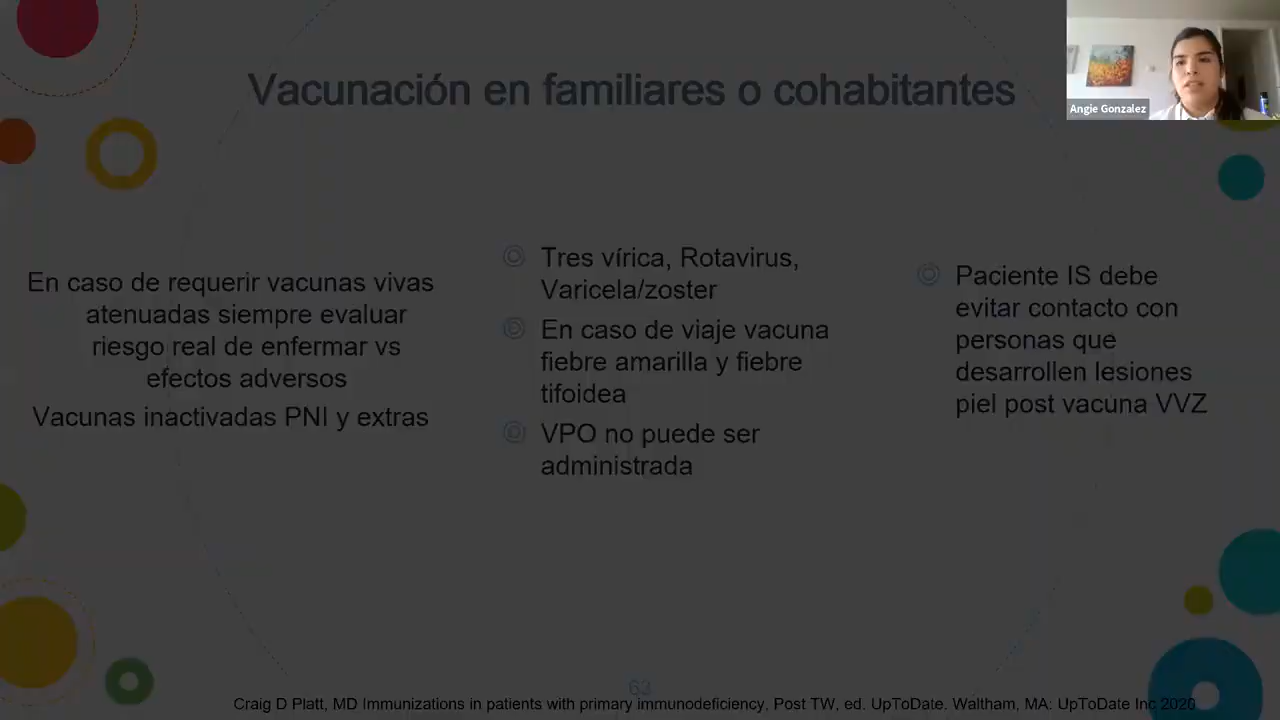 Vacunación en familiares o cohabitantes
Angie Gonzalez
En caso de requerir vacunas vivas
atenuadas siempre evaluar
riesgo real de enfermar vs
efectos adversos
Vacunas inactivadas PNI y extras
Tres vírica, Rotavirus,
Varicela/zoster
En caso de viaje vacuna
fiebre amarilla y fiebre
tifoidea
VPO no puede ser
administrada
Paciente IS debe
evitar contacto con
personas que
desarrollen lesiones
piel post vacuna VVZ
63
Craig D Platt, MD Immunizations in patients with primary immunodeficiency, Post TW, ed. UpToDate. Waltham, MA: UpToDate Inc 2020